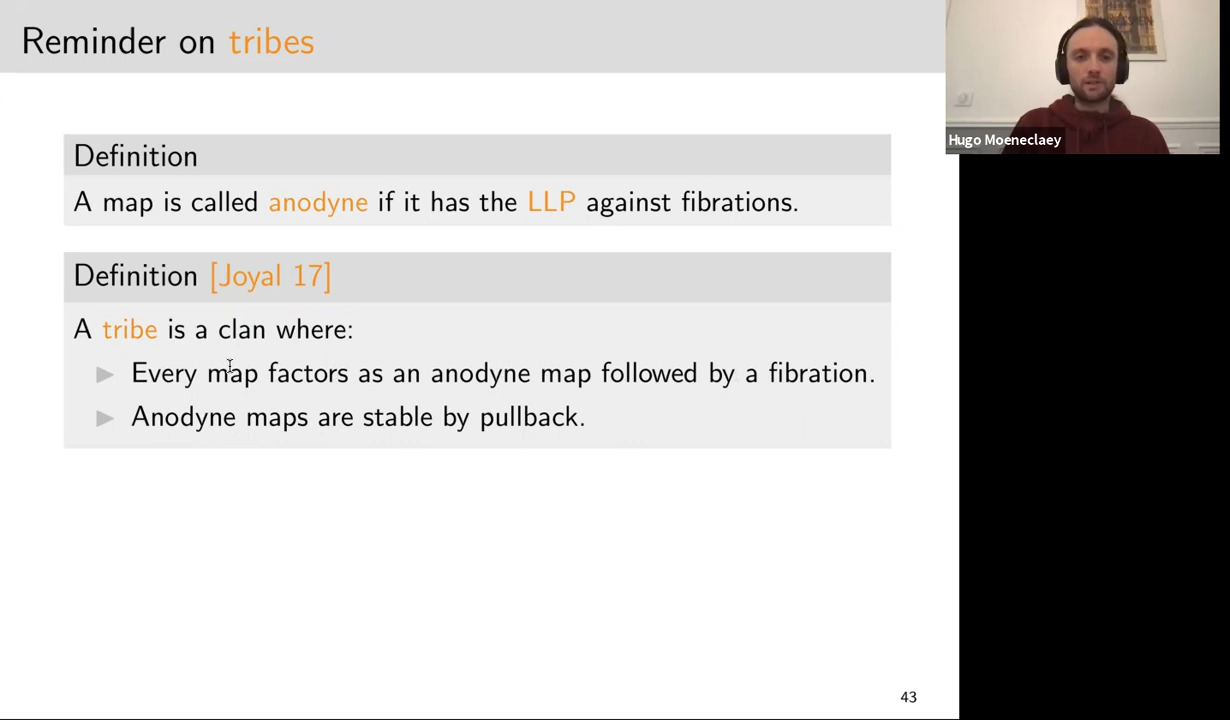 Reminder on tribes
Definition
A map is called anodyne if it has the LLP against fibrations.
Definition [Joyal 17]
A tribe is a clan where:
Every map factors as an anodyne map followed by a fibration.
Anodyne maps are stable by pullback.
43
Hugo Moeneclaey